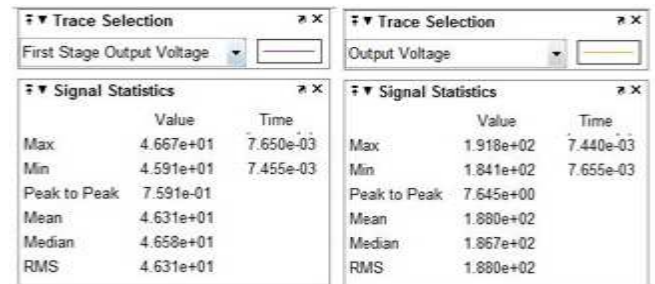 Trace Selection
First Stage Output Voltage
Signal Statistics
Value Time
Max 4.667e+01 7.650e-03
Min 4.591e+01 7.455e-03
Peak to Peak 7.591e-01
Mean 4.631e+01
Median 4.658e+01
RMS 4.631e+01
Trace Selection
Output Voltage
Signal Statistics
Value Time
Max 1.918e+02 7.440e-03
Min 1.841e+02 7.655e-03
Peak to Peak 7.645e+00
Mean 1.880e+02
Median 1.867e+02
RMS 1.880e+02